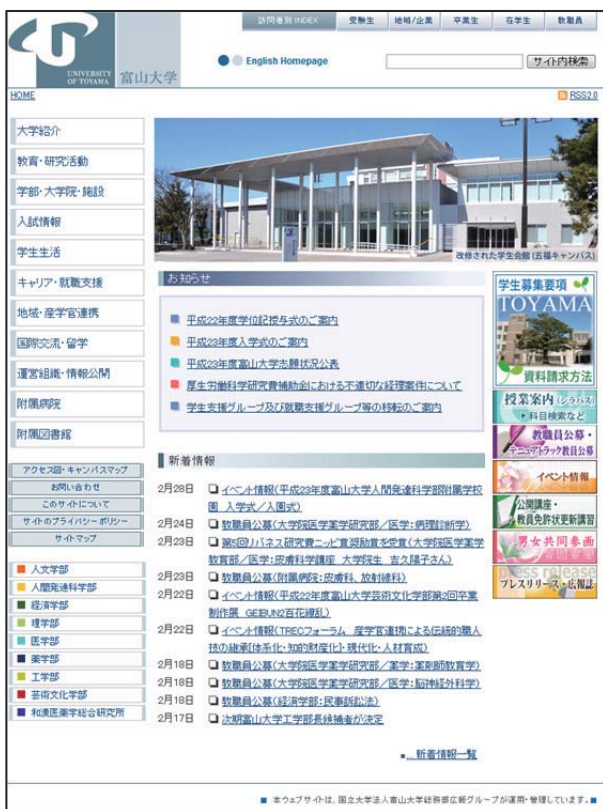 訪問者別 INDEX 受験生 地域/企業 卒業生 在学生 教職員
UNIVERSITY
OF TOYAMA 富山大学
English Homepage
サイト内検索
HOME
RSS2.0
大学紹介
教育・研究活動
学部・大学院・施設
入試情報
学生生活
キャリア・就職支援
地域・産学官連携
国際交流・留学
運営組織・情報公開
附属病院
附属図書館
アクセス図・キャンパスマップ
お問い合わせ
このサイトについて
サイトのプライバシーポリシー
サイトマップ
人文学部
人間発達科学部
経済学部
理学部
医学部
薬学部
工学部
芸術文化学部
和漢医薬学総合研究所
改修された学生会館(五福キャンパス)
お知らせ
平成22年度学位記授与式のご案内
平成23年度入学式のご案内
平成23年度富山大学志願状況公表
厚生労働科学研究費補助金における不適切な経理案件について
学生支援グループ及び就職支援グループ等の移転のご案内
新着情報
2月28日 イベント情報(平成23年度富山大学人間発達科学部附属学校
園 入学式/入園式)
2月24日 教職員公募(大学院医学薬学研究部/医学:病理診断学)
2月23日 第5回リバネス研究費ニッピ賞奨励賞を受賞(大学院医学薬学
教育部/医学:皮膚科学講座 大学院生 吉久陽子さん)
2月23日 教職員公募(附属病院:皮膚科、放射線科)
2月22日 イベント情報(平成22年度富山大学芸術文化学部第2回卒業
制作展 GEIBUN2百花繚乱)
2月22日 イベント情報(TRECフォーラム 産学官連携による伝統的職人
技の継承[体系化・知的財産化]・現代化・人材育成)
2月18日 教職員公募(大学院医学薬学研究部/薬学:薬剤師教育学)
2月18日 教職員公募(大学院医学薬学研究部/医学:脳神経外科学)
2月18日 教職員公募(経済学部:民事訴訟法)
2月17日 次期富山大学工学部長候補者が決定
新着情報一覧
学生募集要項
TOYAMA
資料請求方法
授業案内(シラバス)
科目検索など
教職員公募・
テニュアトラック教員公募
イベント情報
公開講座・
教員免許状更新講習
男女共同参画
press release
プレスリリース・広報誌
本ウェブサイトは、国立大学法人富山大学総務部広報グループが運用・管理しています。